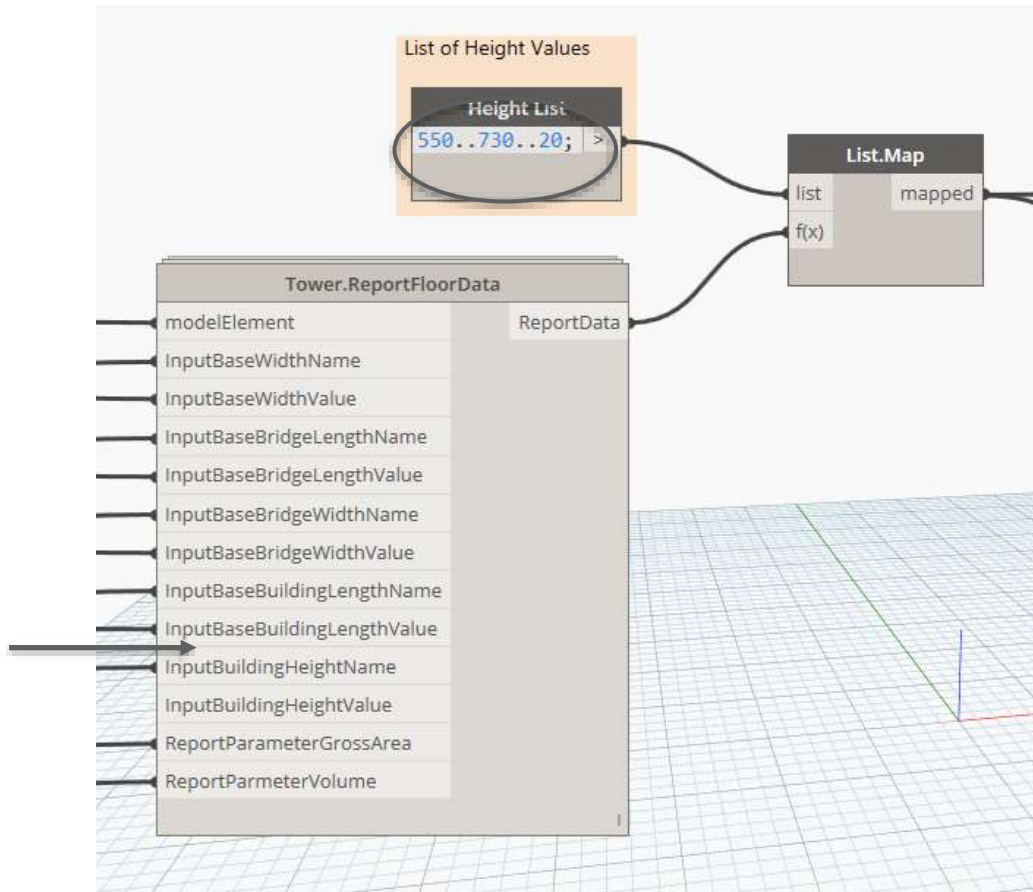 List of Height Values
Height List
550..730..20; >
List.Map
list mapped
f(x)
Tower.ReportFloorData
modelElement ReportData
InputBaseWidthName
InputBaseWidthValue
InputBaseBridgeLengthName
InputBaseBridgeLengthValue
InputBaseBridgeWidthName
InputBaseBridgeWidthValue
InputBaseBuildingLengthName
InputBaseBuildingLengthValue
InputBuildingHeightName
InputBuildingHeightValue
ReportParameterGrossArea
ReportParmeterVolume